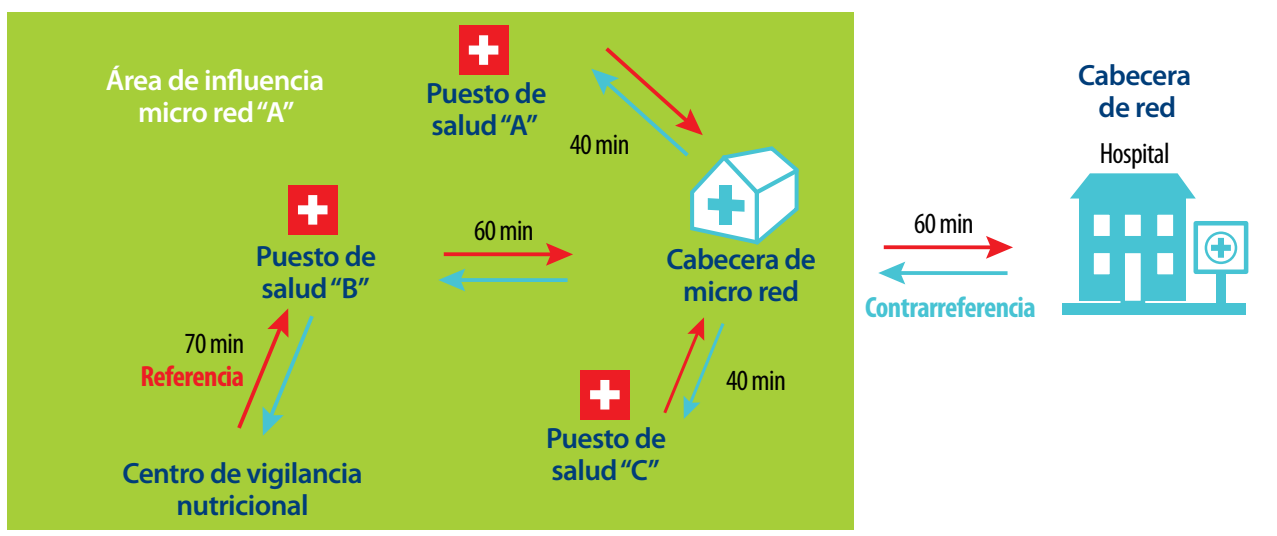 Área de influencia
micro red “A”
Puesto de
salud “A”
40 min
Cabecera
de red
Hospital
Puesto de
salud “B”
60 min
Cabecera de
micro red
60 min
Contrarreferencia
70 min
Referencia
40 min
Puesto de
salud “C”
Centro de vigilancia
nutricional